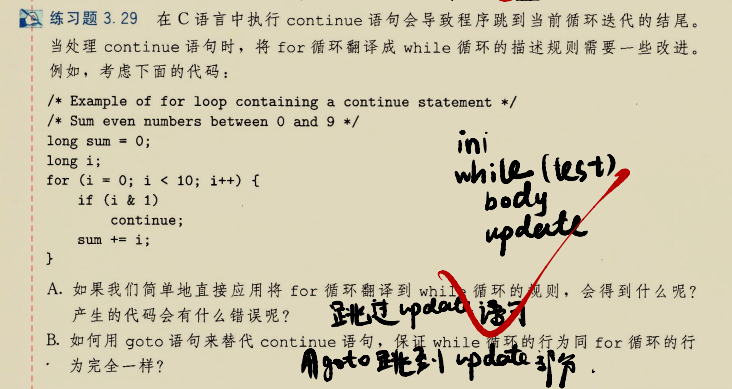 练习题 3.29 在 C 语言中执行 continue 语句会导致程序跳到当前循环迭代的结尾。
当处理 continue 语句时，将 for 循环翻译成 while 循环的描述规则需要一些改进。
例如，考虑下面的代码：
/* Example of for loop containing a continue statement */
/* Sum even numbers between 0 and 9 */
long sum = 0;
long i;
for (i = 0; i < 10; i++) {
if (i & 1)
continue;
sum += i;
}
ini
while (test)
body
update
A. 如果我们简单地直接应用将 for 循环翻译到 while 循环的规则，会得到什么呢？
产生的代码会有什么错误呢？
跳过 update 语句
B. 如何用 goto 语句来替代 continue 语句，保证 while 循环的行为同 for 循环的行
为完全一样？
用 goto 跳到 update 部分.